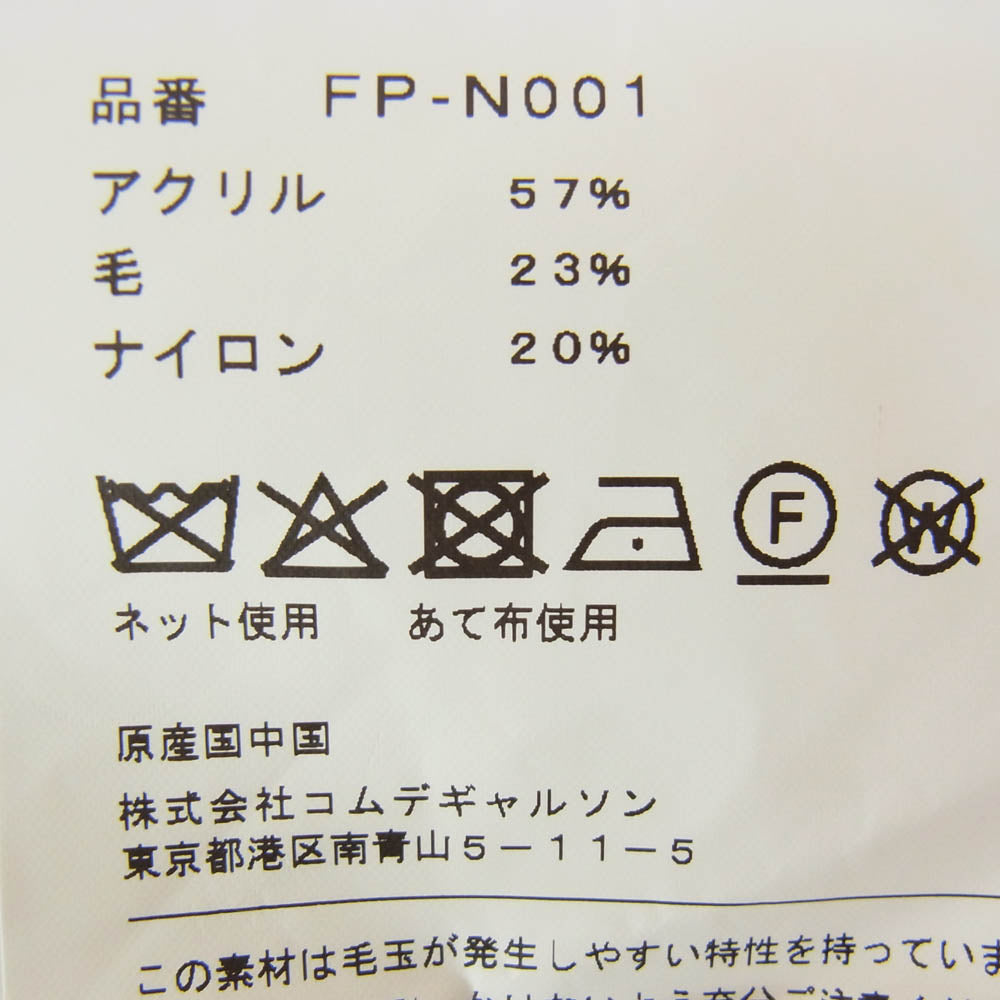 品番 FP-N001
アクリル 57%
毛 23%
ナイロン 20%
F W
ネット使用 あて布使用
原産国中国
株式会社コムデギャルソン
東京都港区南青山5-11-5
この素材は毛玉が発生しやすい特性を持っていま